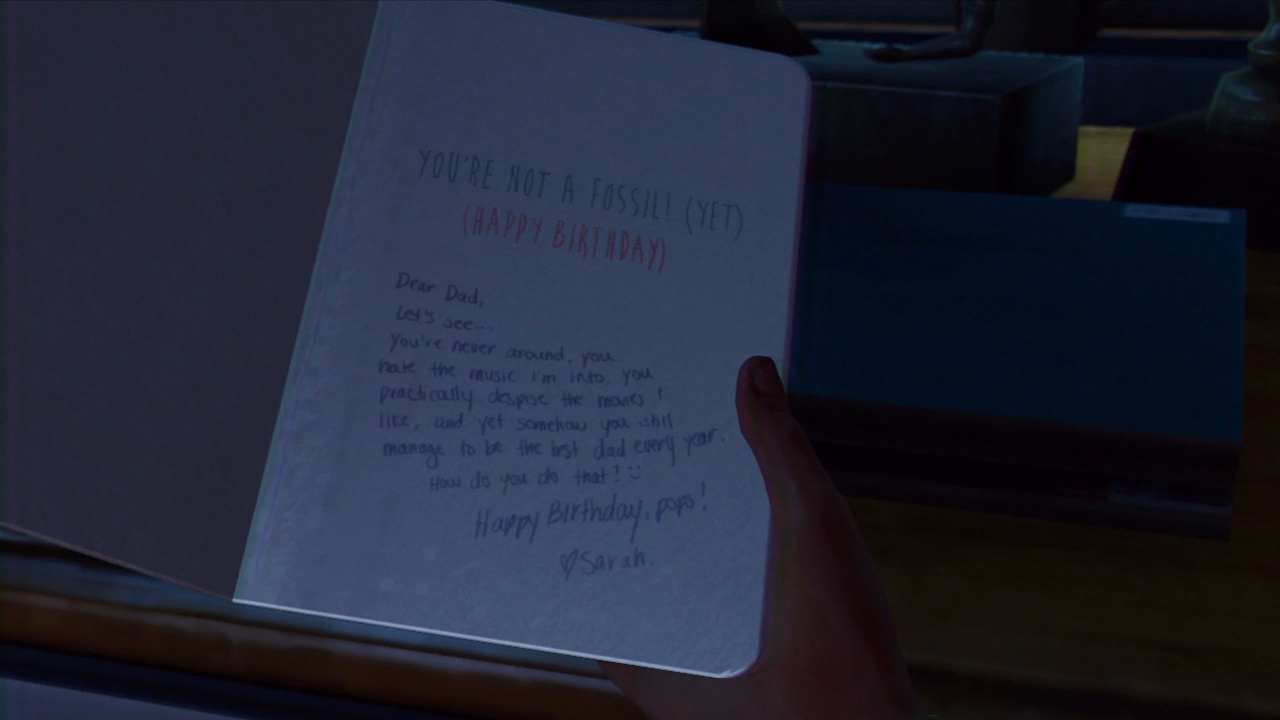 YOU'RE NOT A FOSSIL! (YET)
(HAPPY BIRTHDAY)
Dear Dad,
Let's see...
You're never around, you
hate the music I'm into, you
practically despise the movies I
like, and yet somehow you still
manage to be the best dad every year.
How do you do that? :)
Happy Birthday, pops!
♡Sarah.